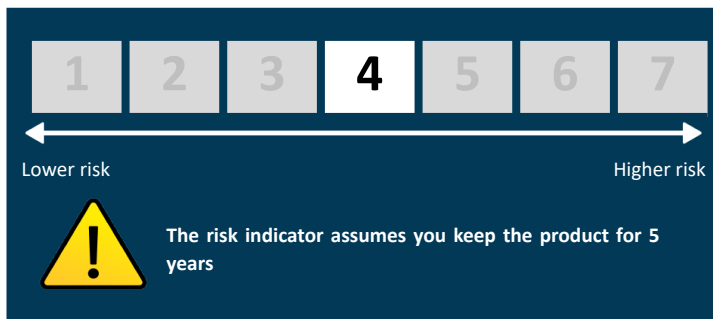 1 2 3 4 5 6 7
Lower risk Higher risk
The risk indicator assumes you keep the product for 5
years